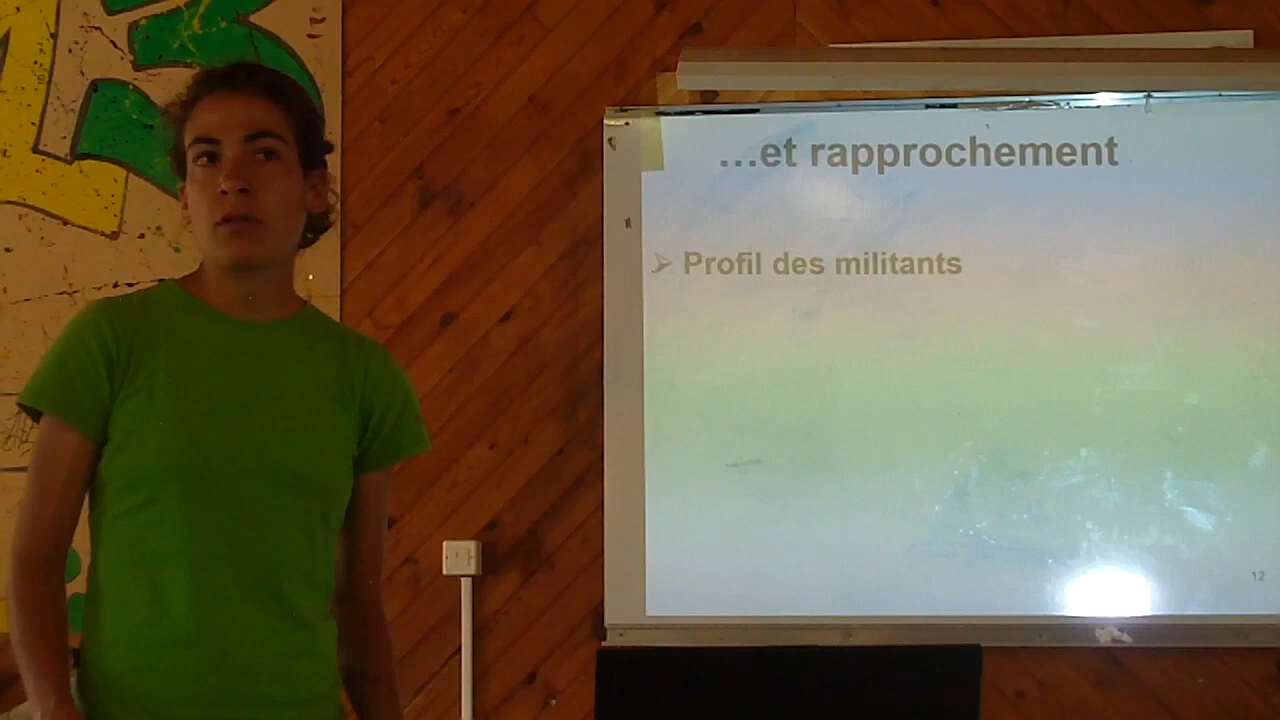 …et rapprochement
➢ Profil des militants
12